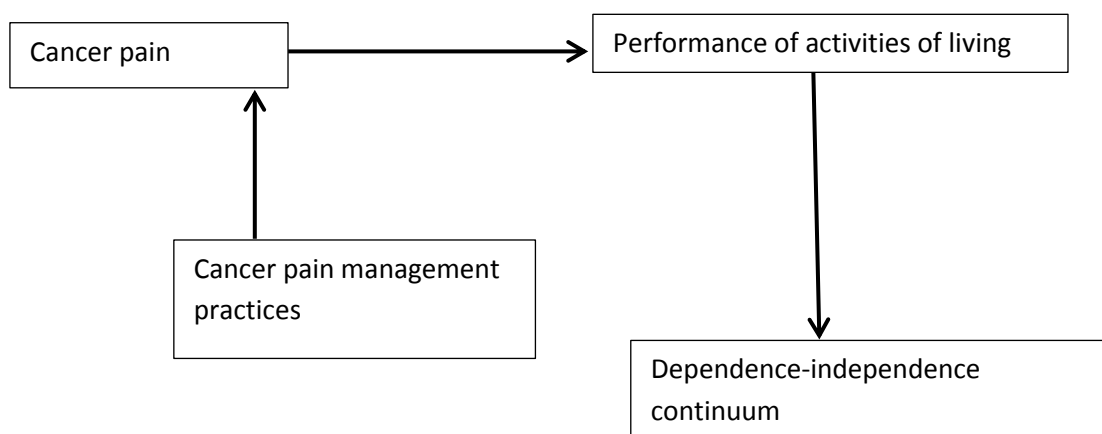 Cancer pain
Performance of activities of living
Cancer pain management
practices
Dependence-independence
continuum